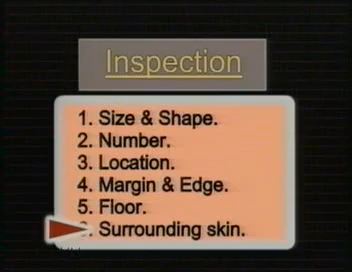 Inspection
1. Size & Shape.
2. Number.
3. Location.
4. Margin & Edge.
5. Floor.
Surrounding skin.